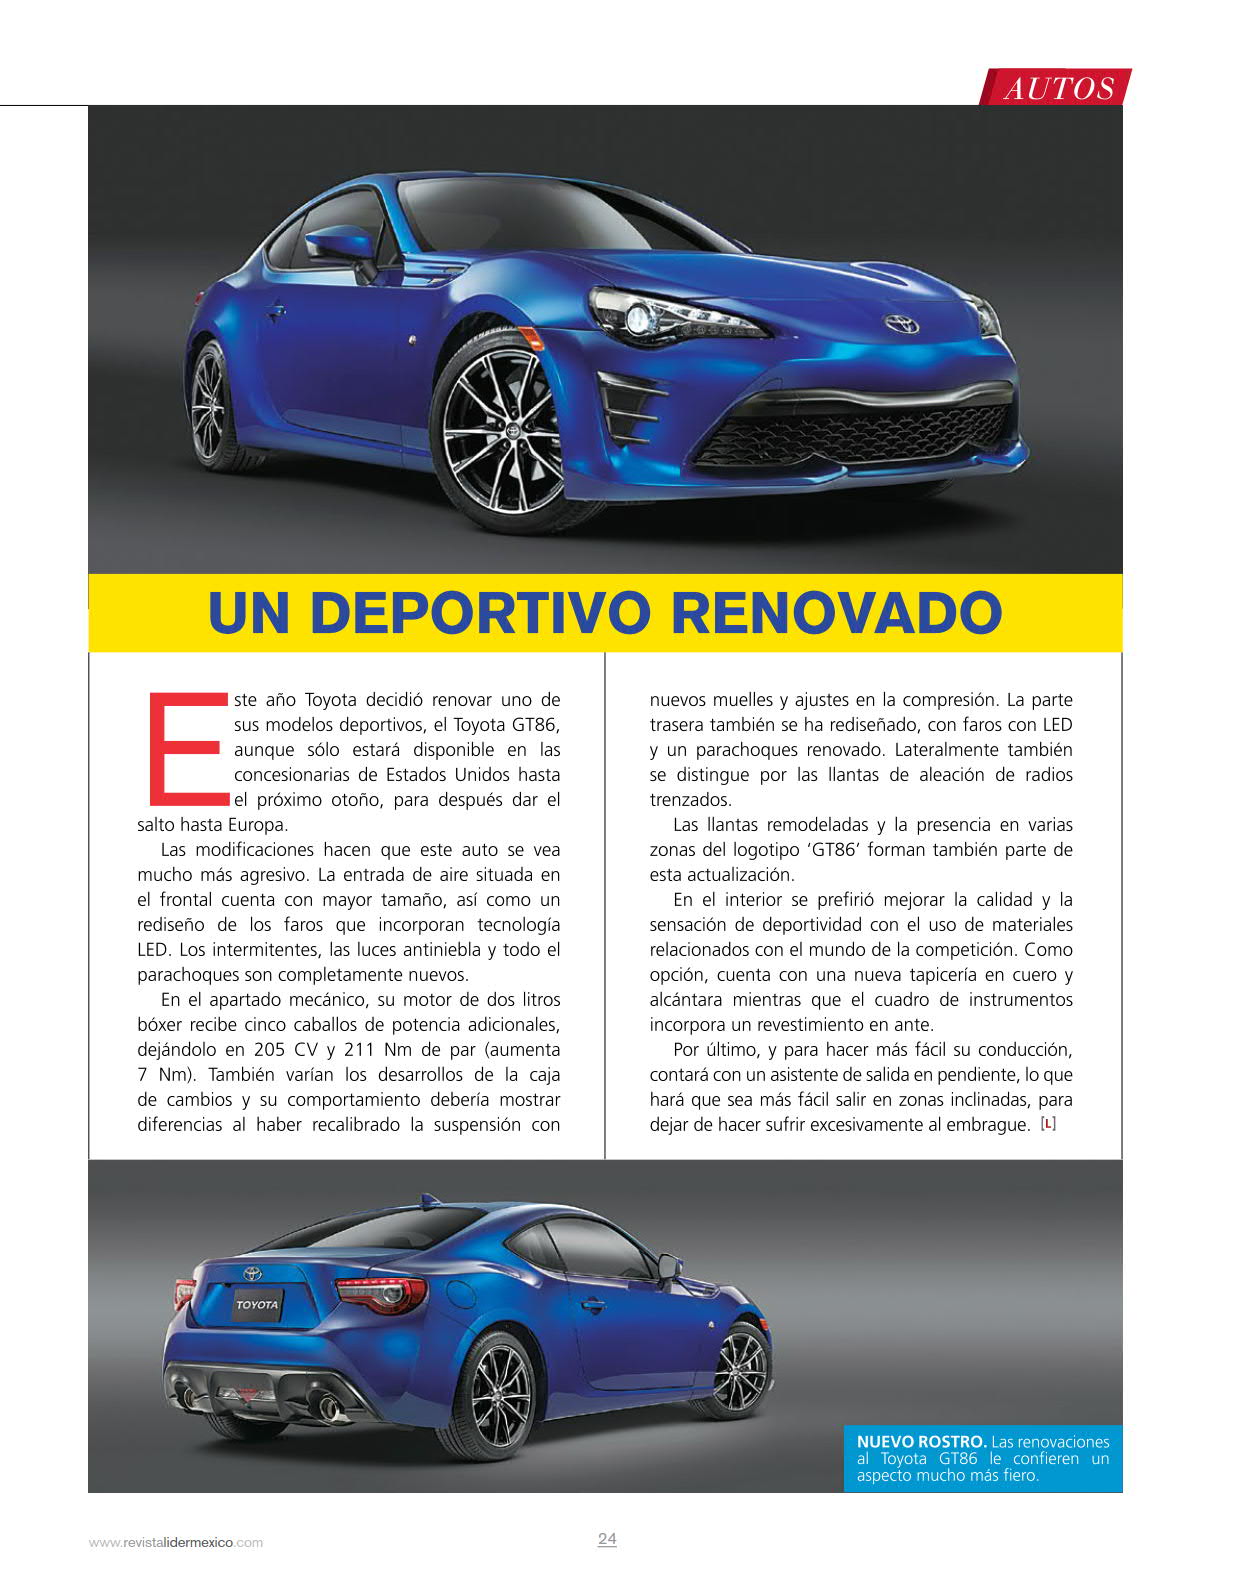 AUTOS
UN DEPORTIVO RENOVADO
Este año Toyota decidió renovar uno de
sus modelos deportivos, el Toyota GT86,
aunque sólo estará disponible en las
concesionarias de Estados Unidos hasta
el próximo otoño, para después dar el
salto hasta Europa.
Las modificaciones hacen que este auto se vea
mucho más agresivo. La entrada de aire situada en
el frontal cuenta con mayor tamaño, así como un
rediseño de los faros que incorporan tecnología
LED. Los intermitentes, las luces antiniebla y todo el
parachoques son completamente nuevos.
En el apartado mecánico, su motor de dos litros
bóxer recibe cinco caballos de potencia adicionales,
dejándolo en 205 CV y 211 Nm de par (aumenta
7 Nm). También varían los desarrollos de la caja
de cambios y su comportamiento debería mostrar
diferencias al haber recalibrado la suspensión con
nuevos muelles y ajustes en la compresión. La parte
trasera también se ha rediseñado, con faros con LED
y un parachoques renovado. Lateralmente también
se distingue por las llantas de aleación de radios
trenzados.
Las llantas remodeladas y la presencia en varias
zonas del logotipo ‘GT86‘ forman también parte de
esta actualización.
En el interior se prefirió mejorar la calidad y la
sensación de deportividad con el uso de materiales
relacionados con el mundo de la competición. Como
opción, cuenta con una nueva tapicería en cuero y
alcántara mientras que el cuadro de instrumentos
incorpora un revestimiento en ante.
Por último, y para hacer más fácil su conducción,
contará con un asistente de salida en pendiente, lo que
hará que sea más fácil salir en zonas inclinadas, para
dejar de hacer sufrir excesivamente al embrague. [L]
TOYOTA
NUEVO ROSTRO. Las renovaciones
al Toyota GT86 le confieren un
aspecto mucho más fiero.
www.revistalidermexico.com
24